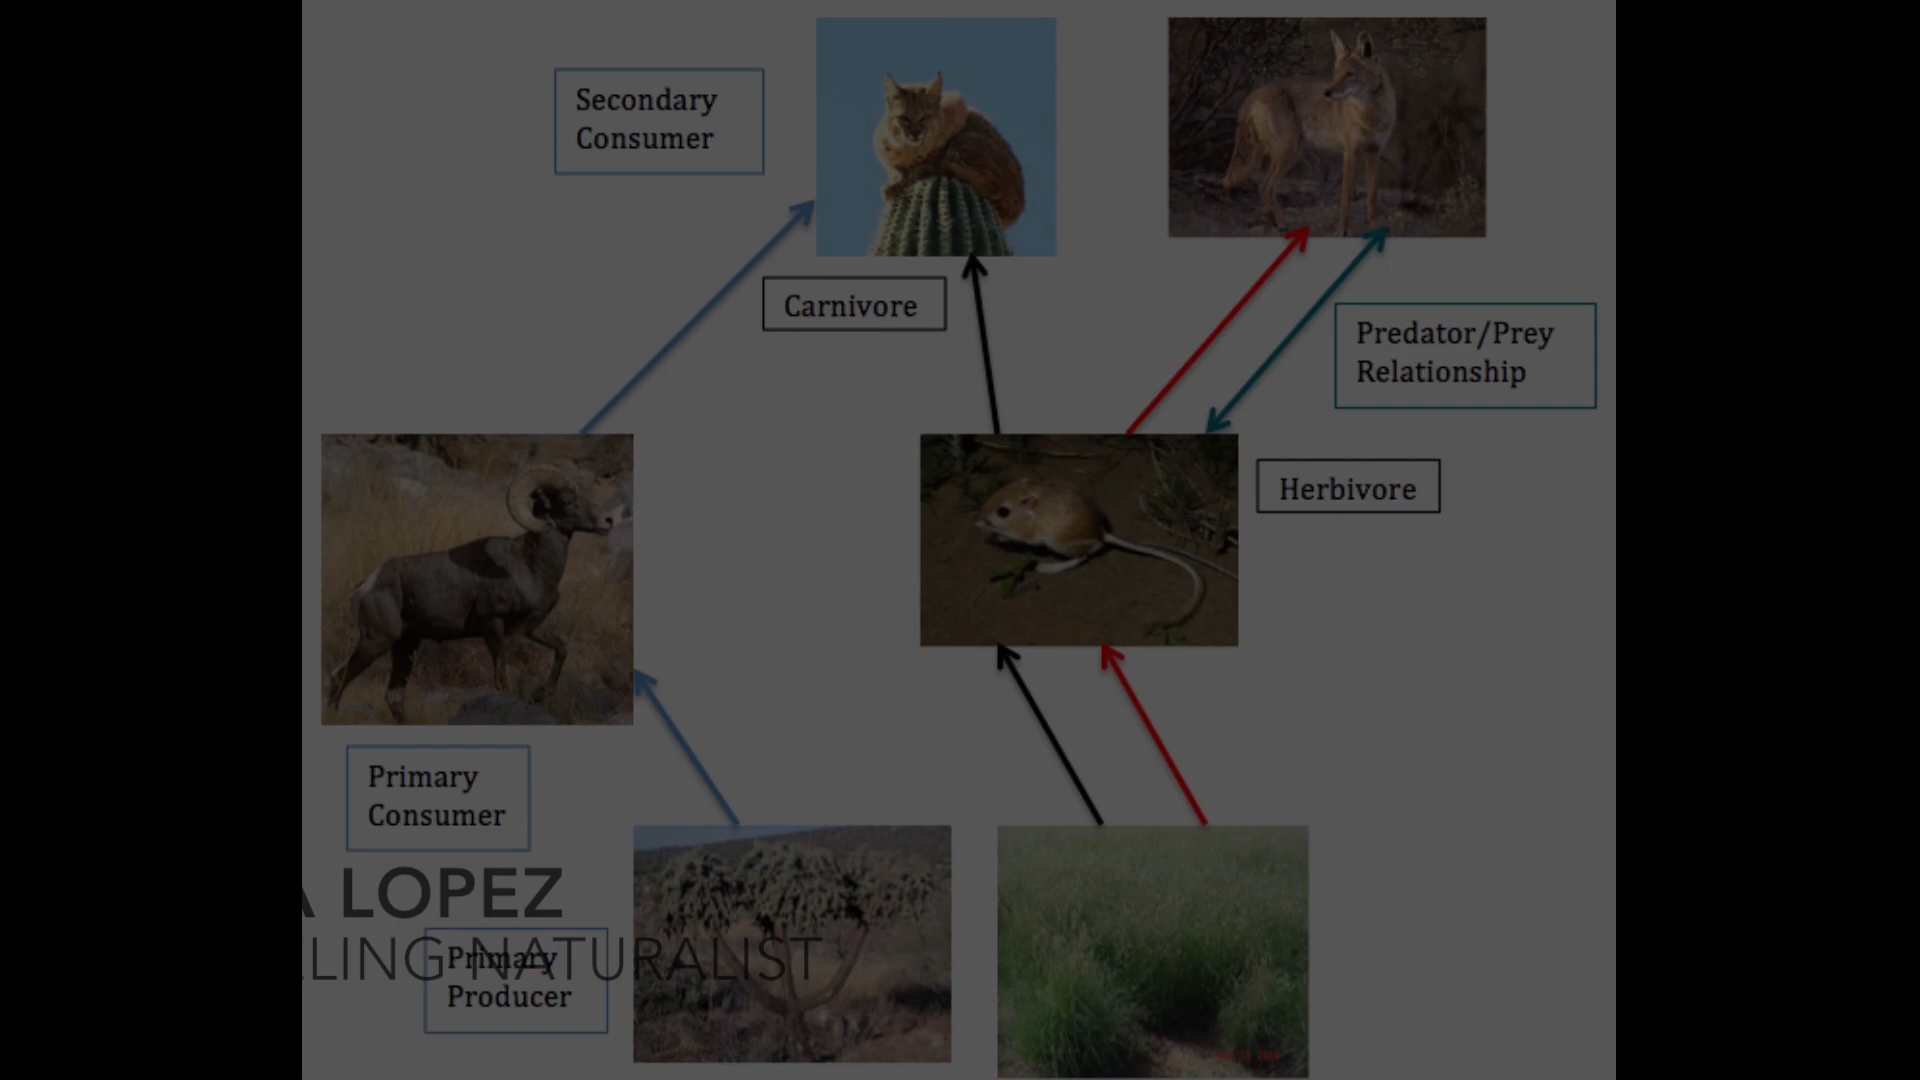 Secondary
Consumer
Carnivore
Predator/Prey
Relationship
Herbivore
Primary
Consumer
LOPEZ
Primary
LING NATURALIST
Producer